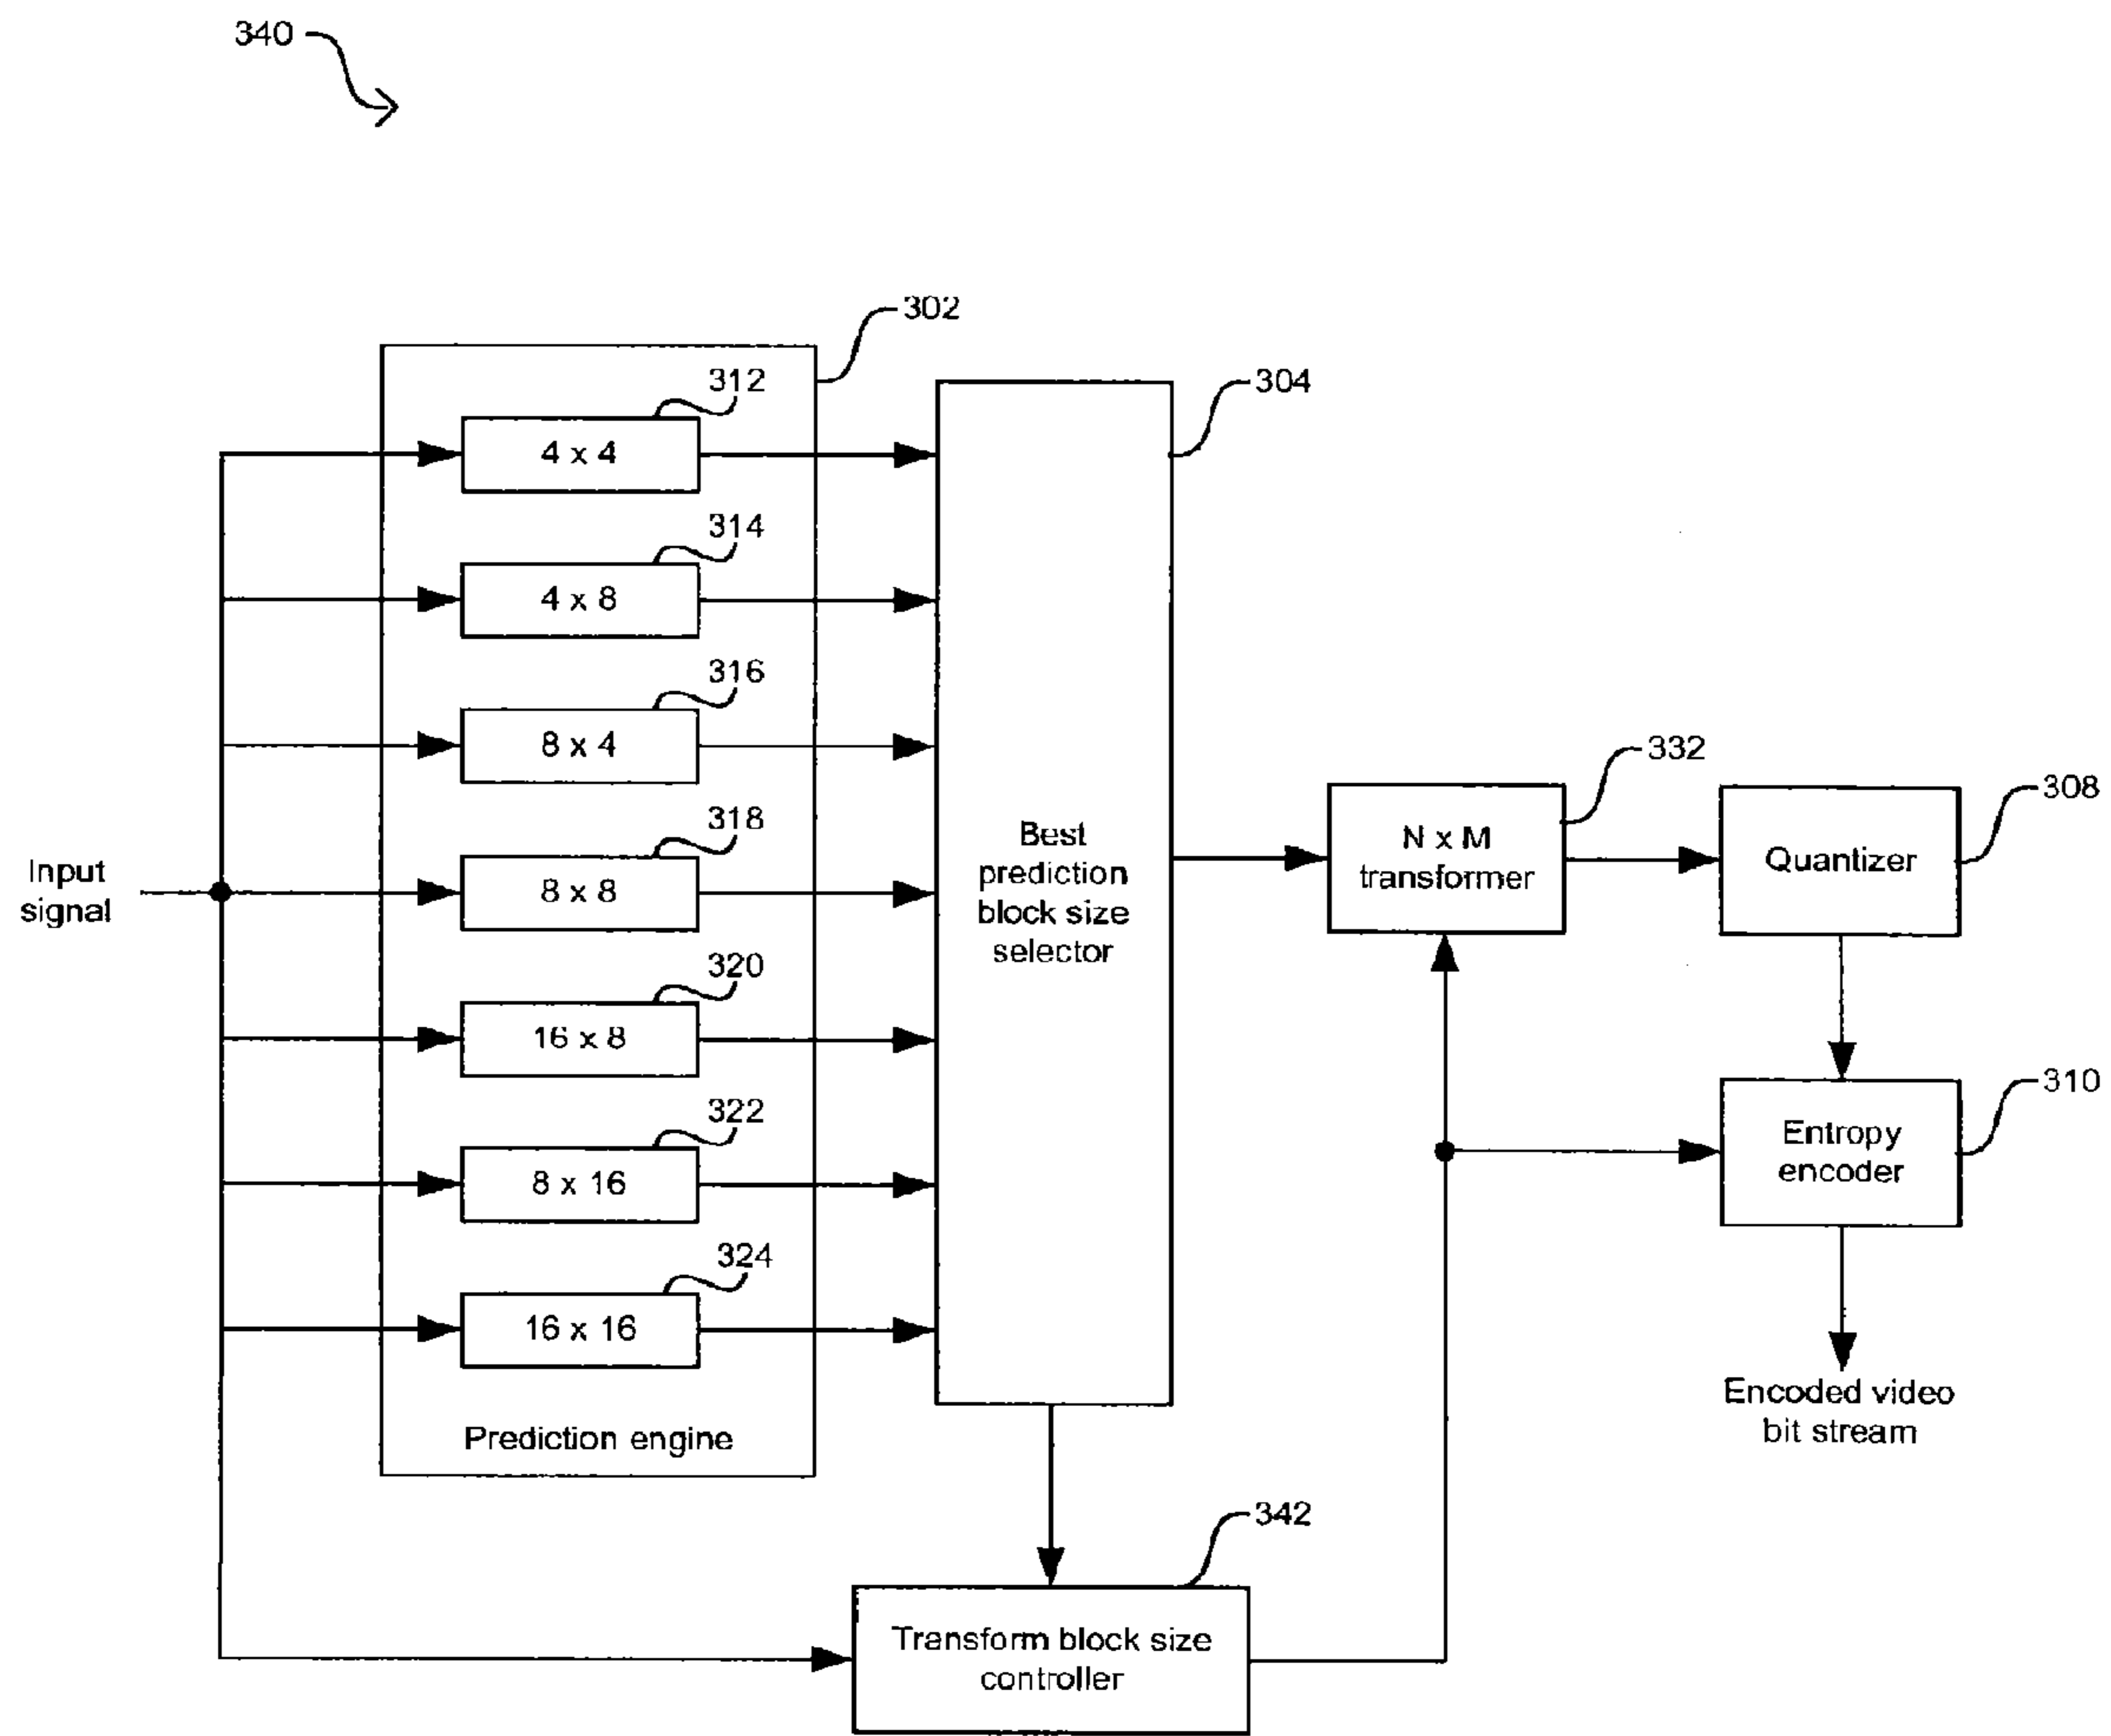 340
302
312
304
4 x 4
314
4 x 8
316
8 x 4
332
308
318
Input
signal
8 x 8
Best
prediction
block size
selector
N x M
transformer
Quantizer
320
16 x 8
310
322
8 x 16
Entropy
encoder
324
16 x 16
Encoded video
bit stream
Prediction engine
342
Transform block size
controller